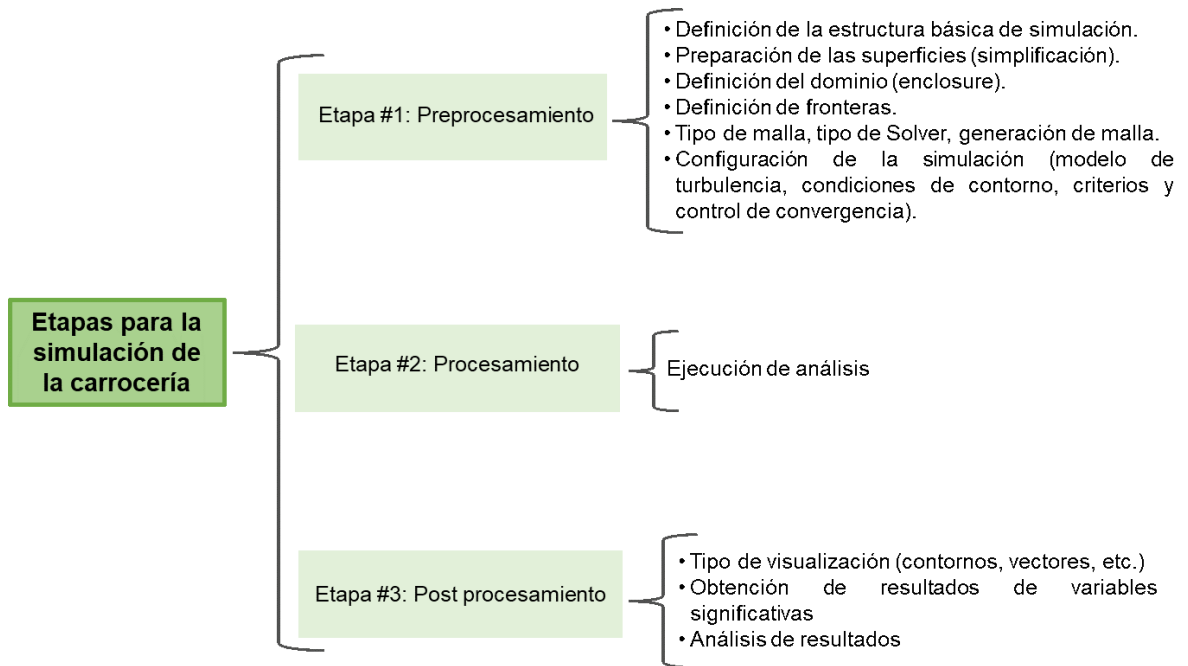 Etapas para la
simulación de
la carrocería
Etapa #1: Preprocesamiento
• Definición de la estructura básica de simulación.
• Preparación de las superficies (simplificación).
• Definición del dominio (enclosure).
• Definición de fronteras.
• Tipo de malla, tipo de Solver, generación de malla.
• Configuración de la simulación (modelo de
turbulencia, condiciones de contorno, criterios y
control de convergencia).
Etapa #2: Procesamiento
Ejecución de análisis
Etapa #3: Post procesamiento
• Tipo de visualización (contornos, vectores, etc.)
• Obtención de resultados de variables
significativas
• Análisis de resultados